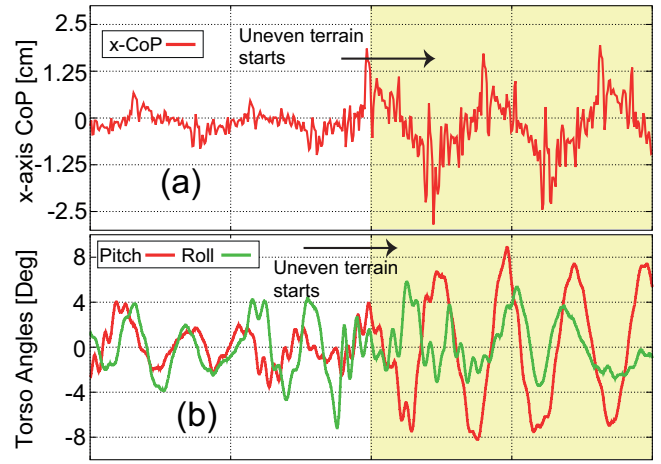 2.5
x-CoP
Uneven terrain
starts
1.25
0
-1.25
(a)
-2.5
x-axis CoP [cm]
8
Pitch
Roll
Uneven terrain
starts
4
0
-4
(b)
-8
Torso Angles [Deg]